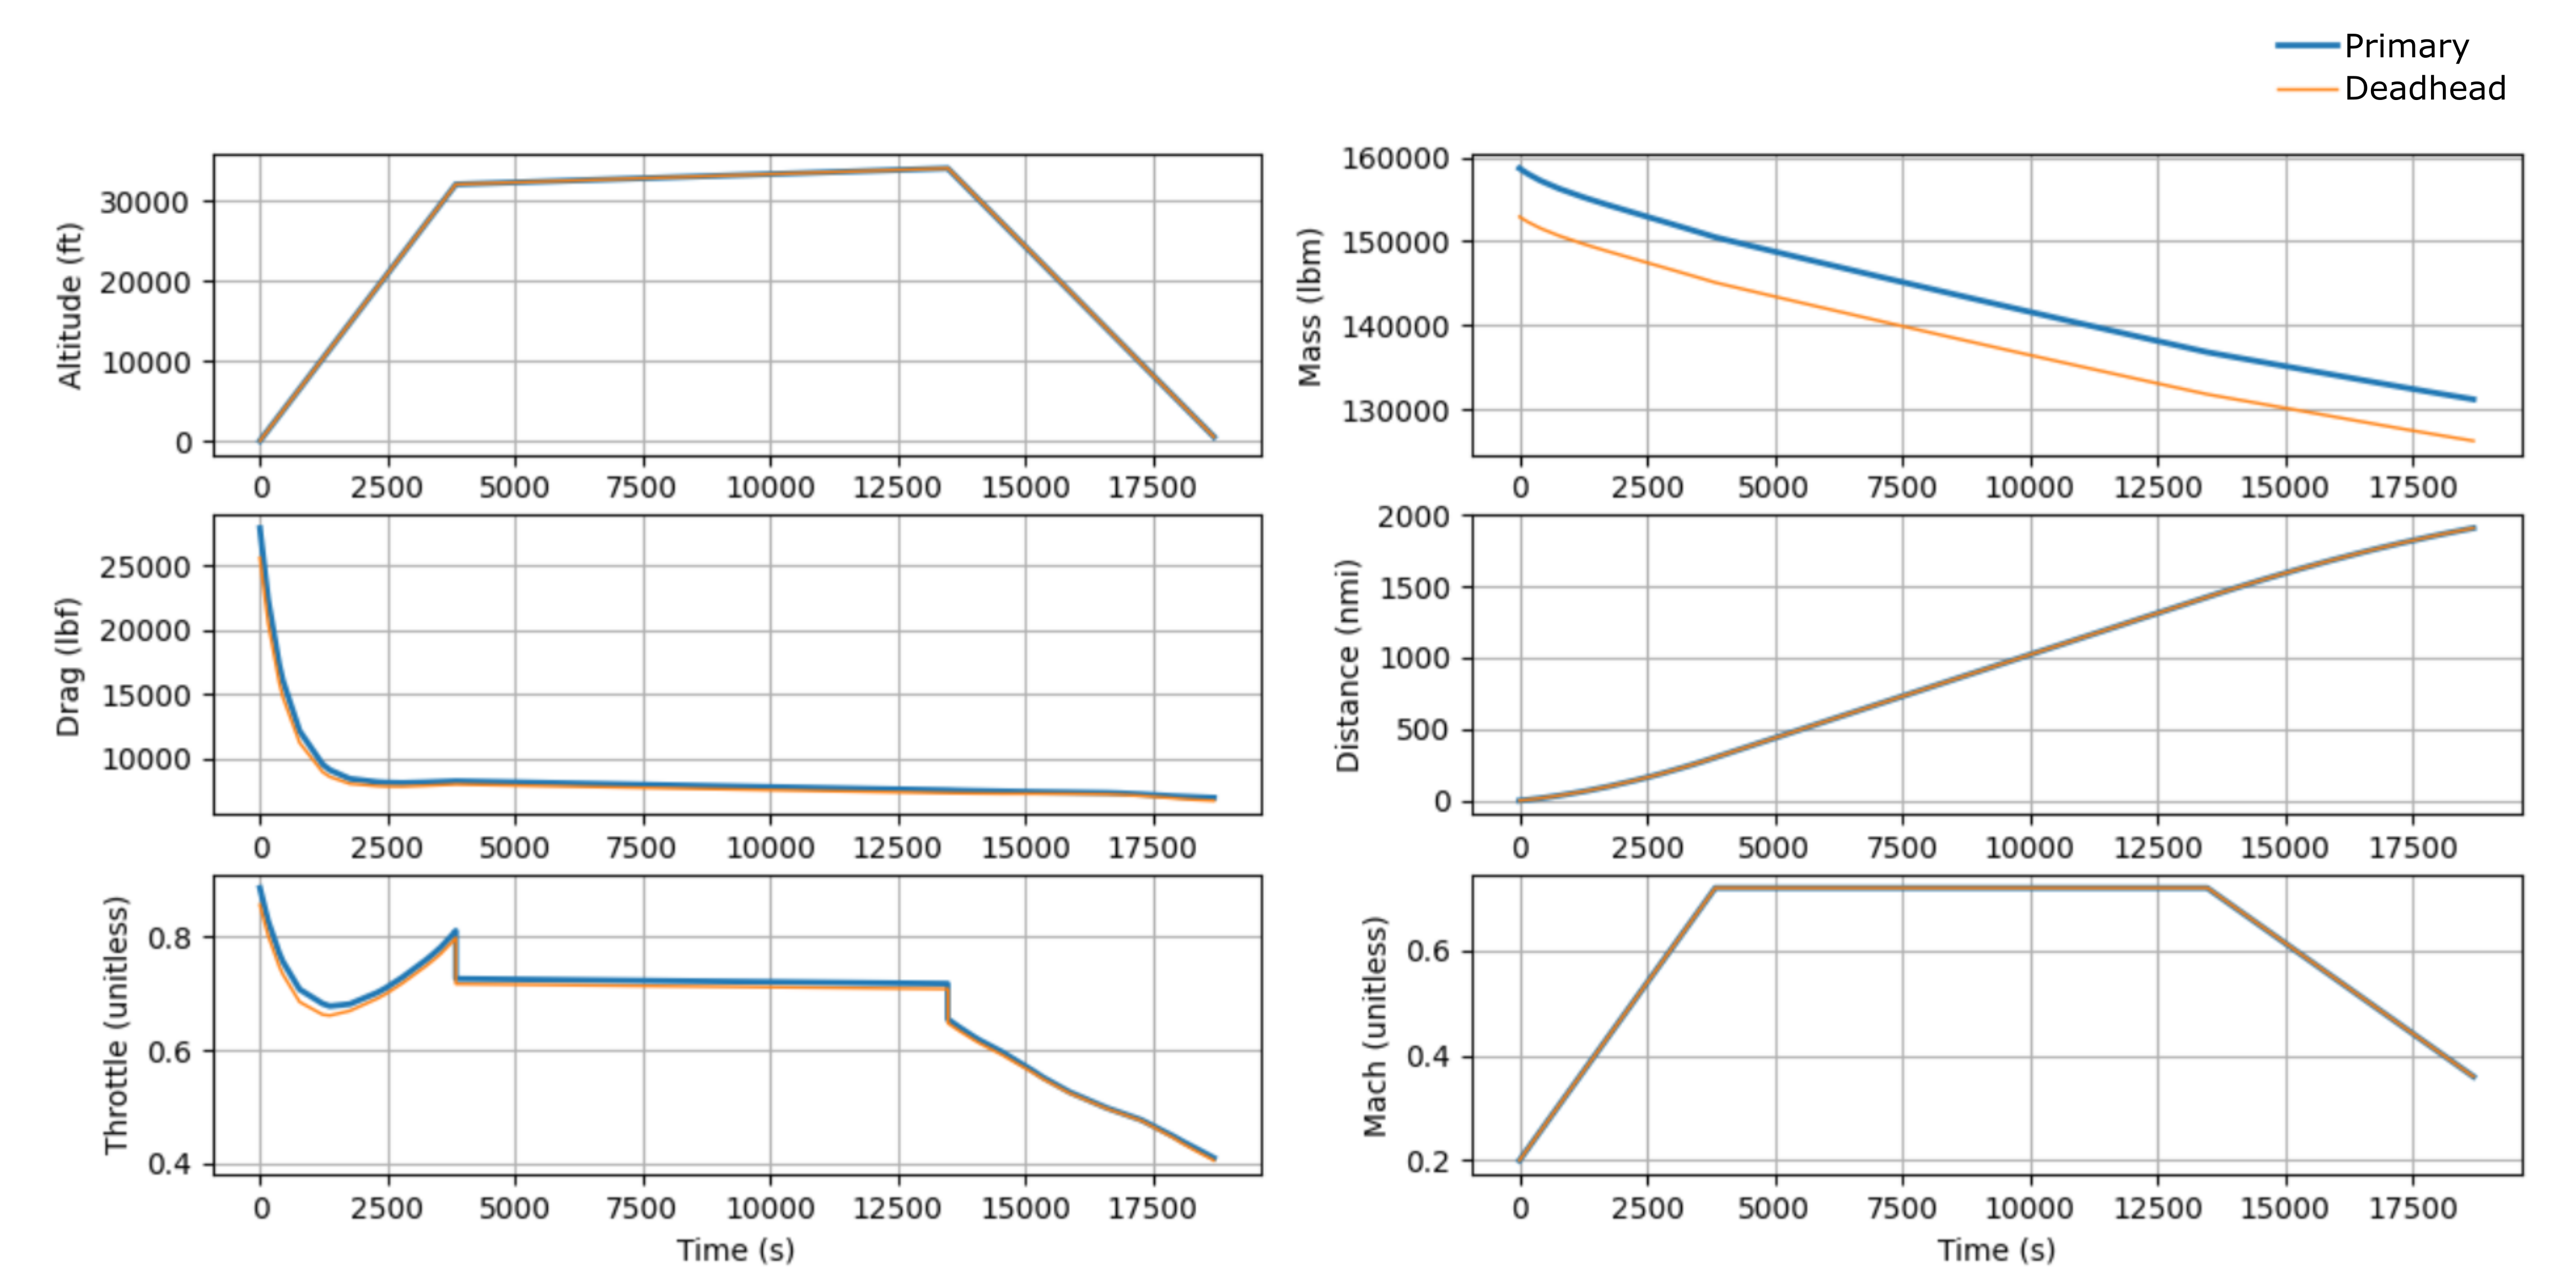 Primary
Deadhead
Altitude (ft)
30000
20000
10000
0
0 2500 5000 7500 10000 12500 15000 17500
Mass (lbm)
160000
150000
140000
130000
0 2500 5000 7500 10000 12500 15000 17500
Drag (lbf)
25000
20000
15000
10000
0 2500 5000 7500 10000 12500 15000 17500
Distance (nmi)
2000
1500
1000
500
0
0 2500 5000 7500 10000 12500 15000 17500
Throttle (unitless)
0.8
0.6
0.4
0 2500 5000 7500 10000 12500 15000 17500
Time (s)
Mach (unitless)
0.6
0.4
0.2
0 2500 5000 7500 10000 12500 15000 17500
Time (s)